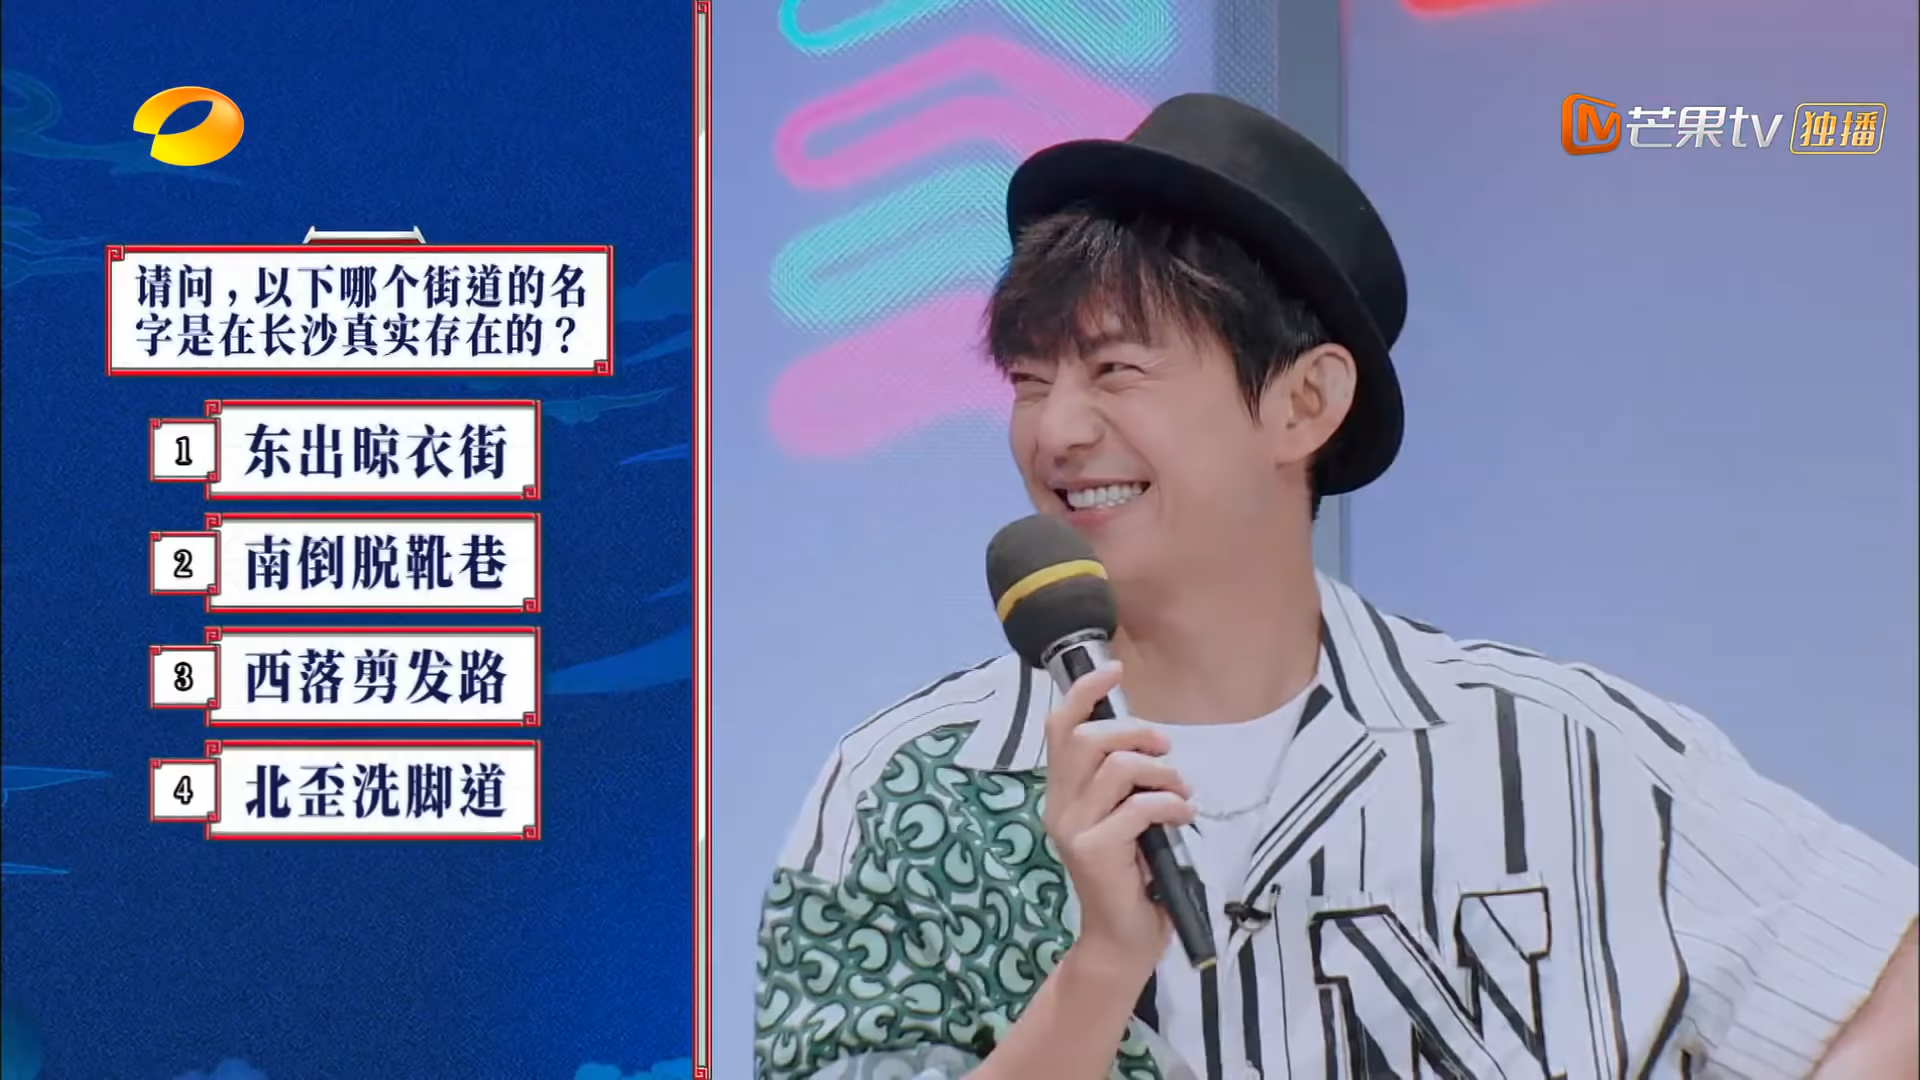 芒果tv 独播
请问，以下哪个街道的名
字是在长沙真实存在的？
1 东出晾衣街
2 南倒脱靴巷
3 西落剪发路
4 北歪洗脚道
N